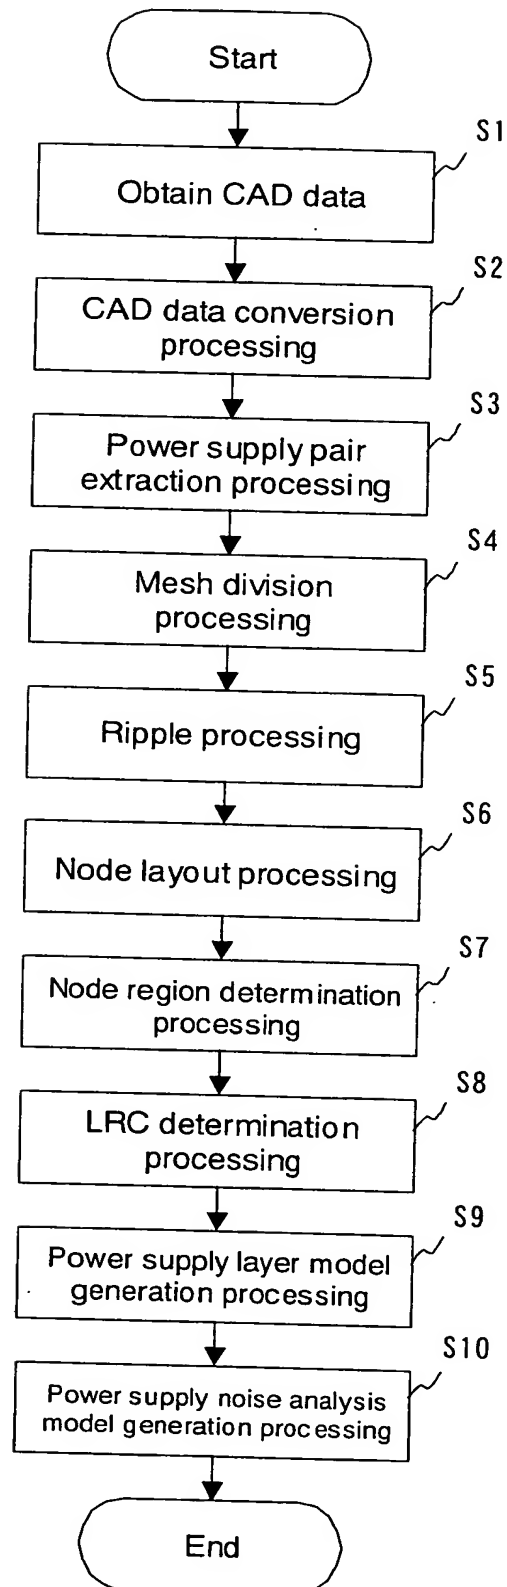 Start
S1
Obtain CAD data
S2
CAD data conversion
processing
S3
Power supply pair
extraction processing
S4
Mesh division
processing
S5
Ripple processing
S6
Node layout processing
S7
Node region determination
processing
S8
LRC determination
processing
S9
Power supply layer model
generation processing
S10
Power supply noise analysis
model generation processing
End